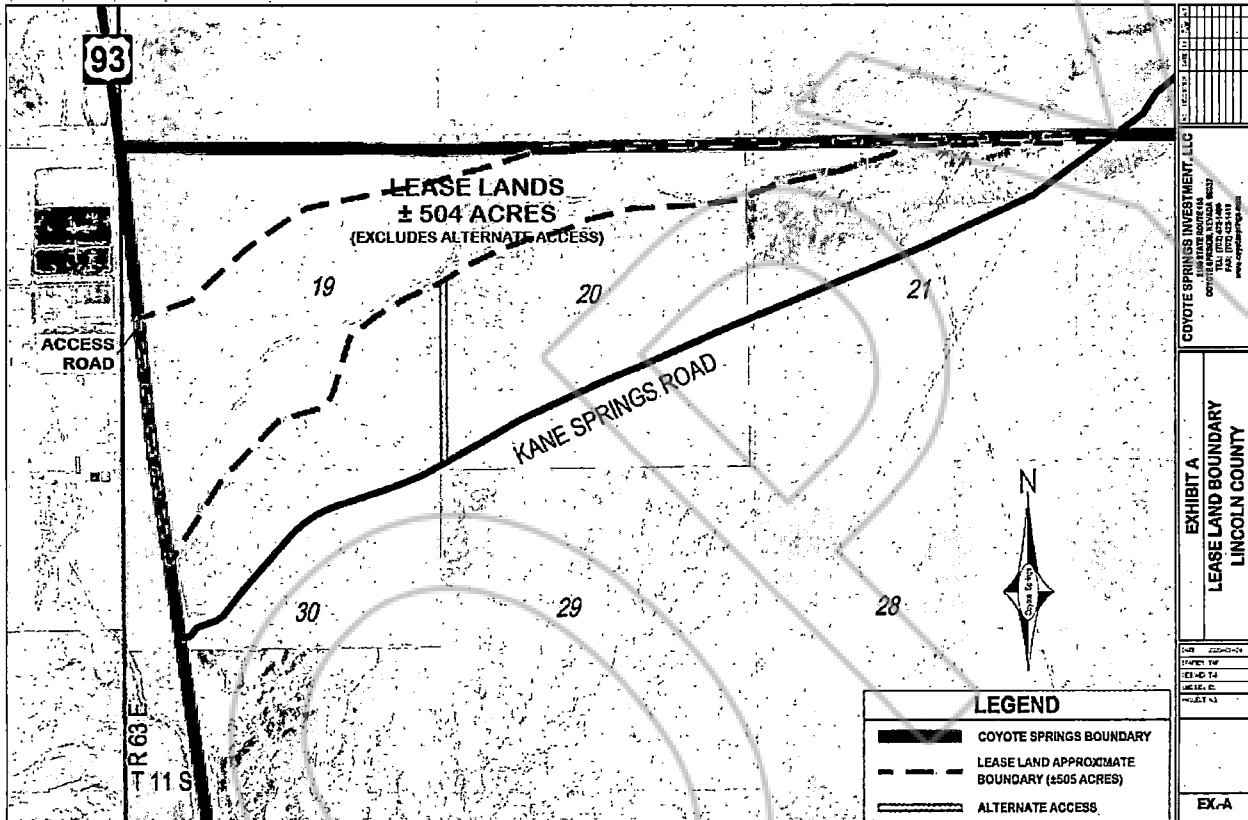 93
LEASE LANDS
± 504 ACRES
(EXCLUDES ALTERNATE ACCESS)
19
20
21
ACCESS
ROAD
KANE SPRINGS ROAD
N
Coyote Springs
30
29
28
R 63 E
T 11 S
LEGEND
COYOTE SPRINGS BOUNDARY
LEASE LAND APPROXIMATE
BOUNDARY (±505 ACRES)
ALTERNATE ACCESS
COYOTE SPRINGS INVESTMENT, LLC
EXHIBIT A
LEASE LAND BOUNDARY
LINCOLN COUNTY
EX.-A